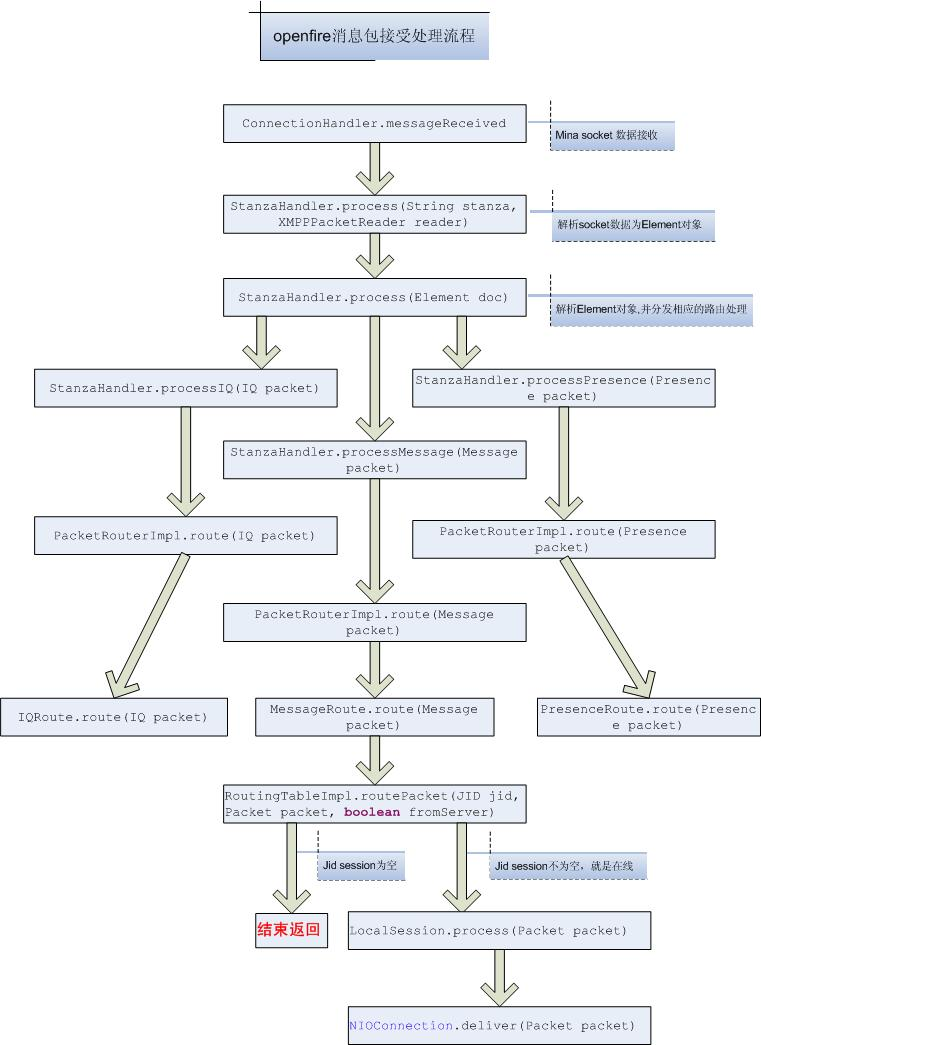 openfire消息包接受处理流程
ConnectionHandler.messageReceived
Mina socket 数据接收
StanzaHandler.process(String stanza,
XMPPPacketReader reader)
解析socket数据为Element对象
StanzaHandler.process(Element doc)
解析Element对象,并分发相应的路由处理
StanzaHandler.processIQ(IQ packet)
StanzaHandler.processPresence(Presenc
e packet)
StanzaHandler.processMessage(Message
packet)
PacketRouterImpl.route(IQ packet)
PacketRouterImpl.route(Presence
packet)
PacketRouterImpl.route(Message
packet)
IQRoute.route(IQ packet)
MessageRoute.route(Message
packet)
PresenceRoute.route(Presenc
e packet)
RoutingTableImpl.routePacket(JID jid,
Packet packet, boolean fromServer)
Jid session为空
Jid session不为空，就是在线
结束返回
LocalSession.process(Packet packet)
NIOConnection.deliver(Packet packet)